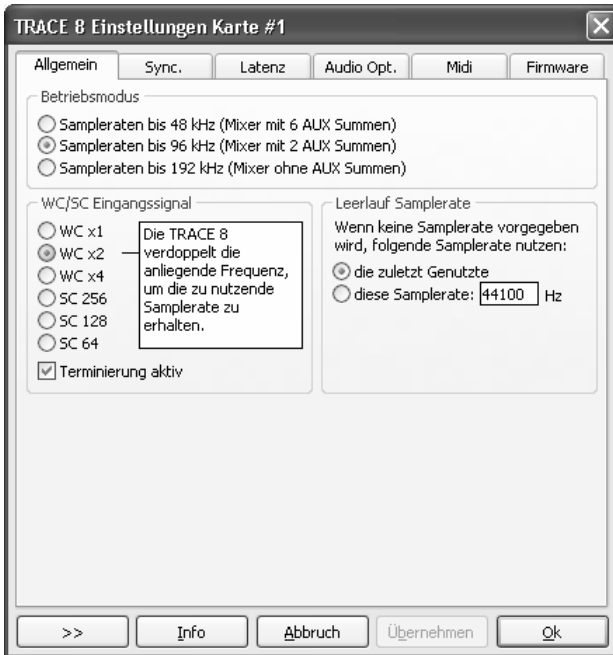 TRACE 8 Einstellungen Karte #1
Allgemein Sync. Latenz Audio Opt. Midi Firmware
Betriebsmodus
Sampleraten bis 48 kHz (Mixer mit 6 AUX Summen)
Sampleraten bis 96 kHz (Mixer mit 2 AUX Summen)
Sampleraten bis 192 kHz (Mixer ohne AUX Summen)
WC/SC Eingangssignal
WC x1
WC x2
WC x4
SC 256
SC 128
SC 64
Die TRACE 8
verdoppelt die
anliegende Frequenz,
um die zu nutzende
Samplerate zu
erhalten.
Terminierung aktiv
Leerlauf Samplerate
Wenn keine Samplerate vorgegeben
wird, folgende Samplerate nutzen:
die zuletzt Genutzte
diese Samplerate: 44100 Hz
>> Info Abbruch Übernehmen Ok